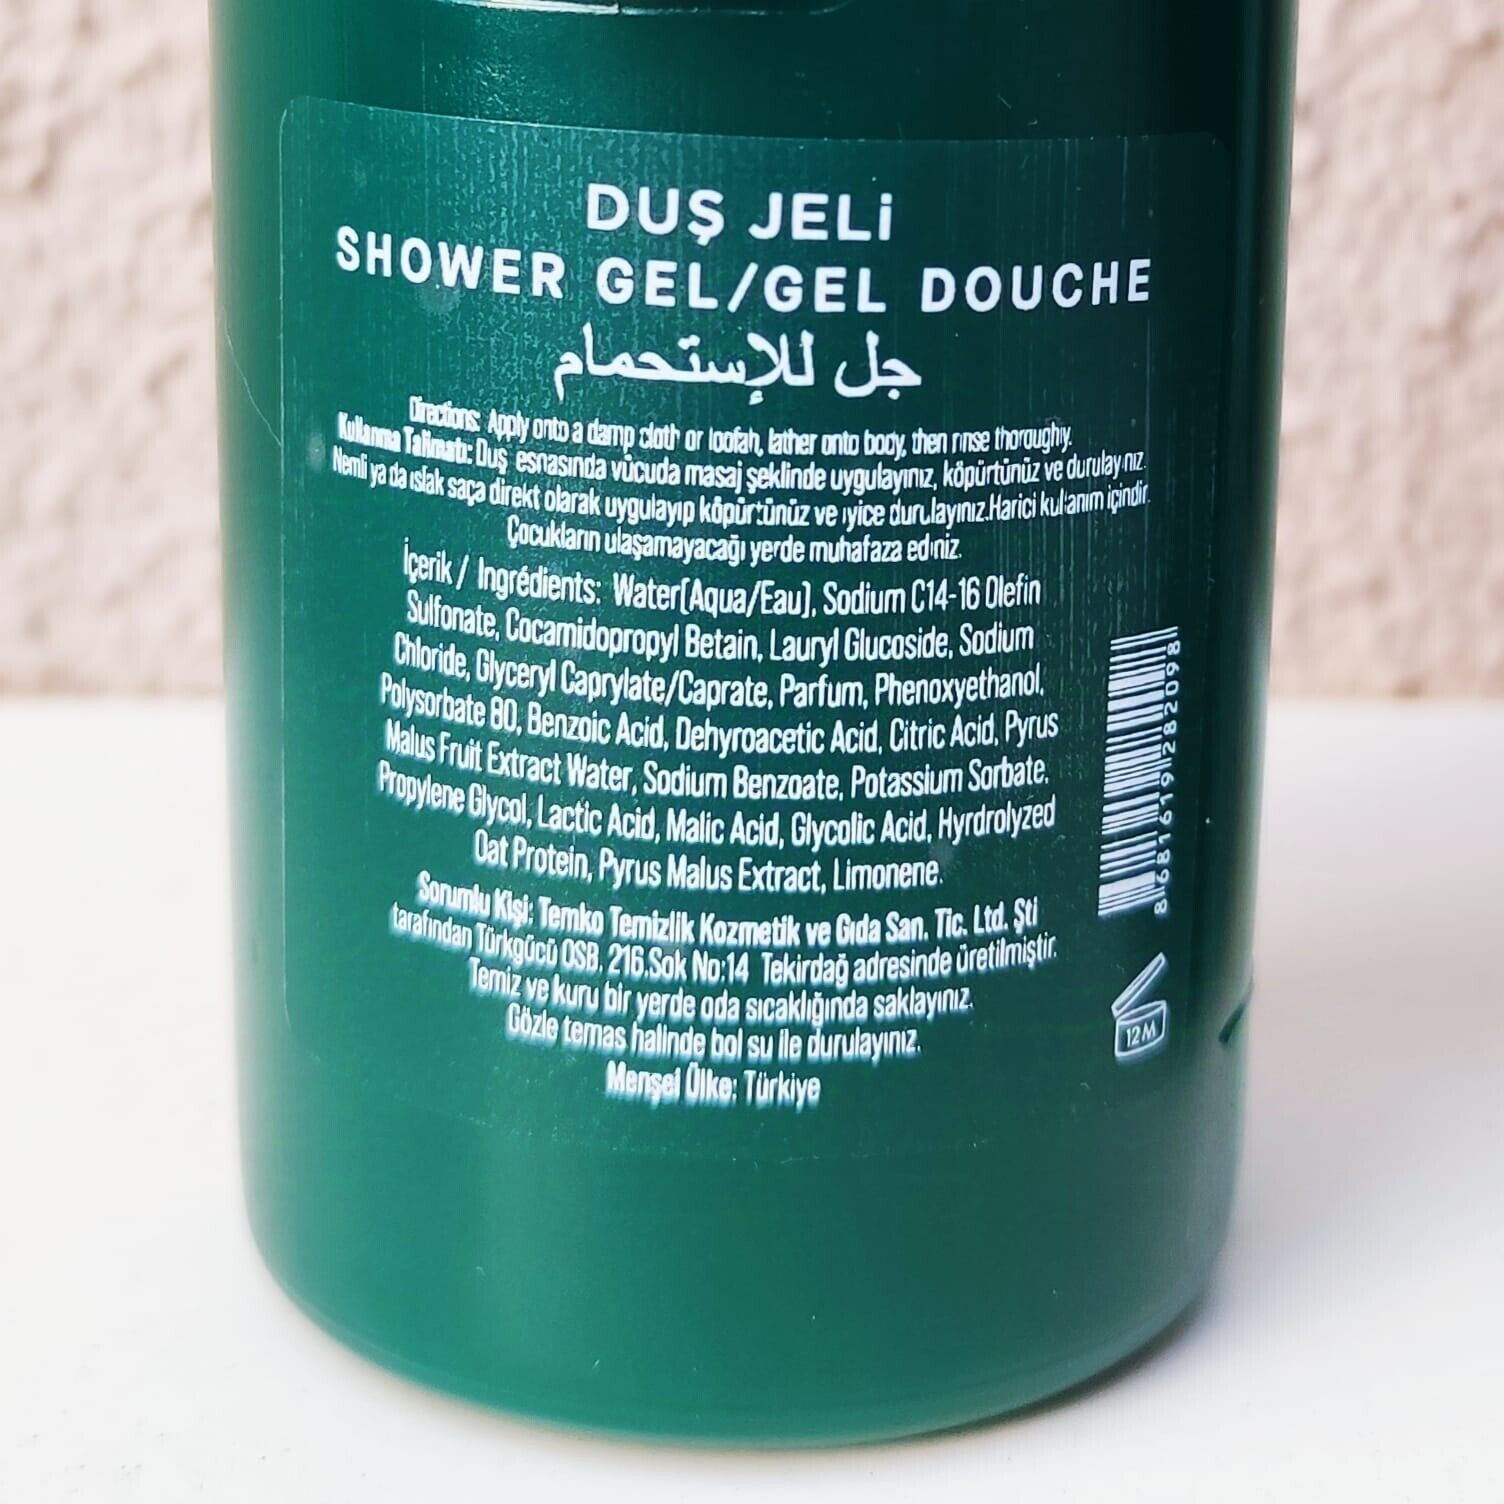 DUŞ JELİ
SHOWER GEL/GEL DOUCHE
جل للإستحمام
Directions: Apply onto a damp cloth or loofah, lather onto body, then rinse thoroughly.
Kullanma Talimatı: Duş esnasında vücuda masaj şeklinde uygulayınız, köpürtünüz ve durulayınız.
Nemli ya da ıslak saça direkt olarak uygulayıp köpürtünüz ve iyice durulayınız.Harici kullanım içindir.
Çocukların ulaşamayacağı yerde muhafaza ediniz.
İçerik / Ingrédients: Water(Aqua/Eau), Sodium C14-16 Olefin
Sulfonate, Cocamidopropyl Betain, Lauryl Glucoside, Sodium
Chloride, Glyceryl Caprylate/Caprate, Parfum, Phenoxyethanol,
Polysorbate 80, Benzoic Acid, Dehyroacetic Acid, Citric Acid, Pyrus
Malus Fruit Extract Water, Sodium Benzoate, Potassium Sorbate,
Propylene Glycol, Lactic Acid, Malic Acid, Glycolic Acid, Hyrdrolyzed
Oat Protein, Pyrus Malus Extract, Limonene.
Sorumlu Kişi: Temko Temizlik Kozmetik ve Gıda San. Tic. Ltd. Şti
tarafından Türkgücü OSB. 216.Sok No:14 Tekirdağ adresinde üretilmiştir.
Temiz ve kuru bir yerde oda sıcaklığında saklayınız.
Gözle temas halinde bol su ile durulayınız.
Menşei Ülke: Türkiye
8681619128209 8
12M